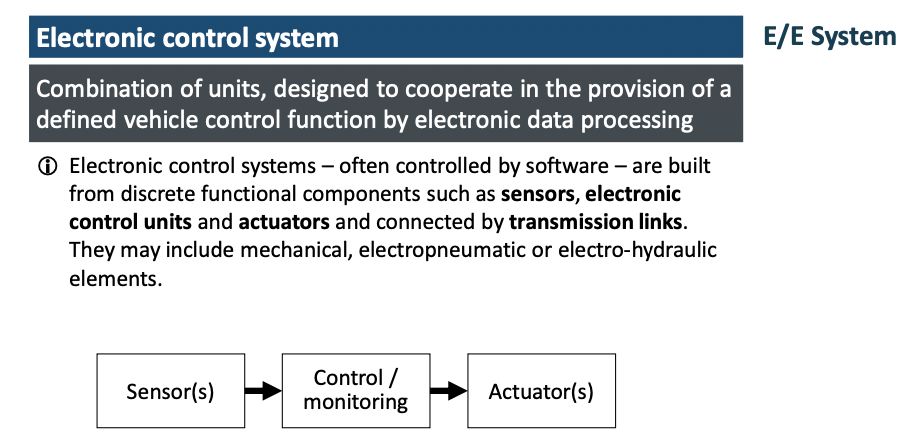 Electronic control system
E/E System
Combination of units, designed to cooperate in the provision of a
defined vehicle control function by electronic data processing
Electronic control systems – often controlled by software – are built
from discrete functional components such as sensors, electronic
control units and actuators and connected by transmission links.
They may include mechanical, electropneumatic or electro-hydraulic
elements.
Sensor(s)
Control /
monitoring
Actuator(s)